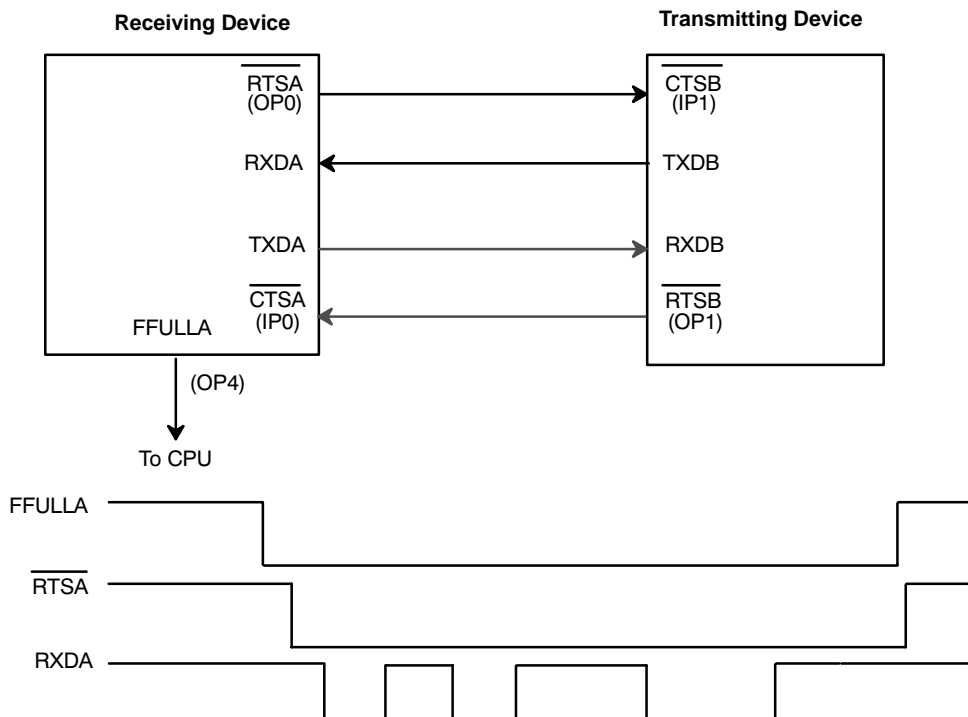 Receiving Device
Transmitting Device
RTSA
(OP0)
CTSB
(IP1)
RXDA
TXDB
TXDA
RXDB
CTSA
(IP0)
RTSB
(OP1)
FFULLA
(OP4)
To CPU
FFULLA
RTSA
RXDA